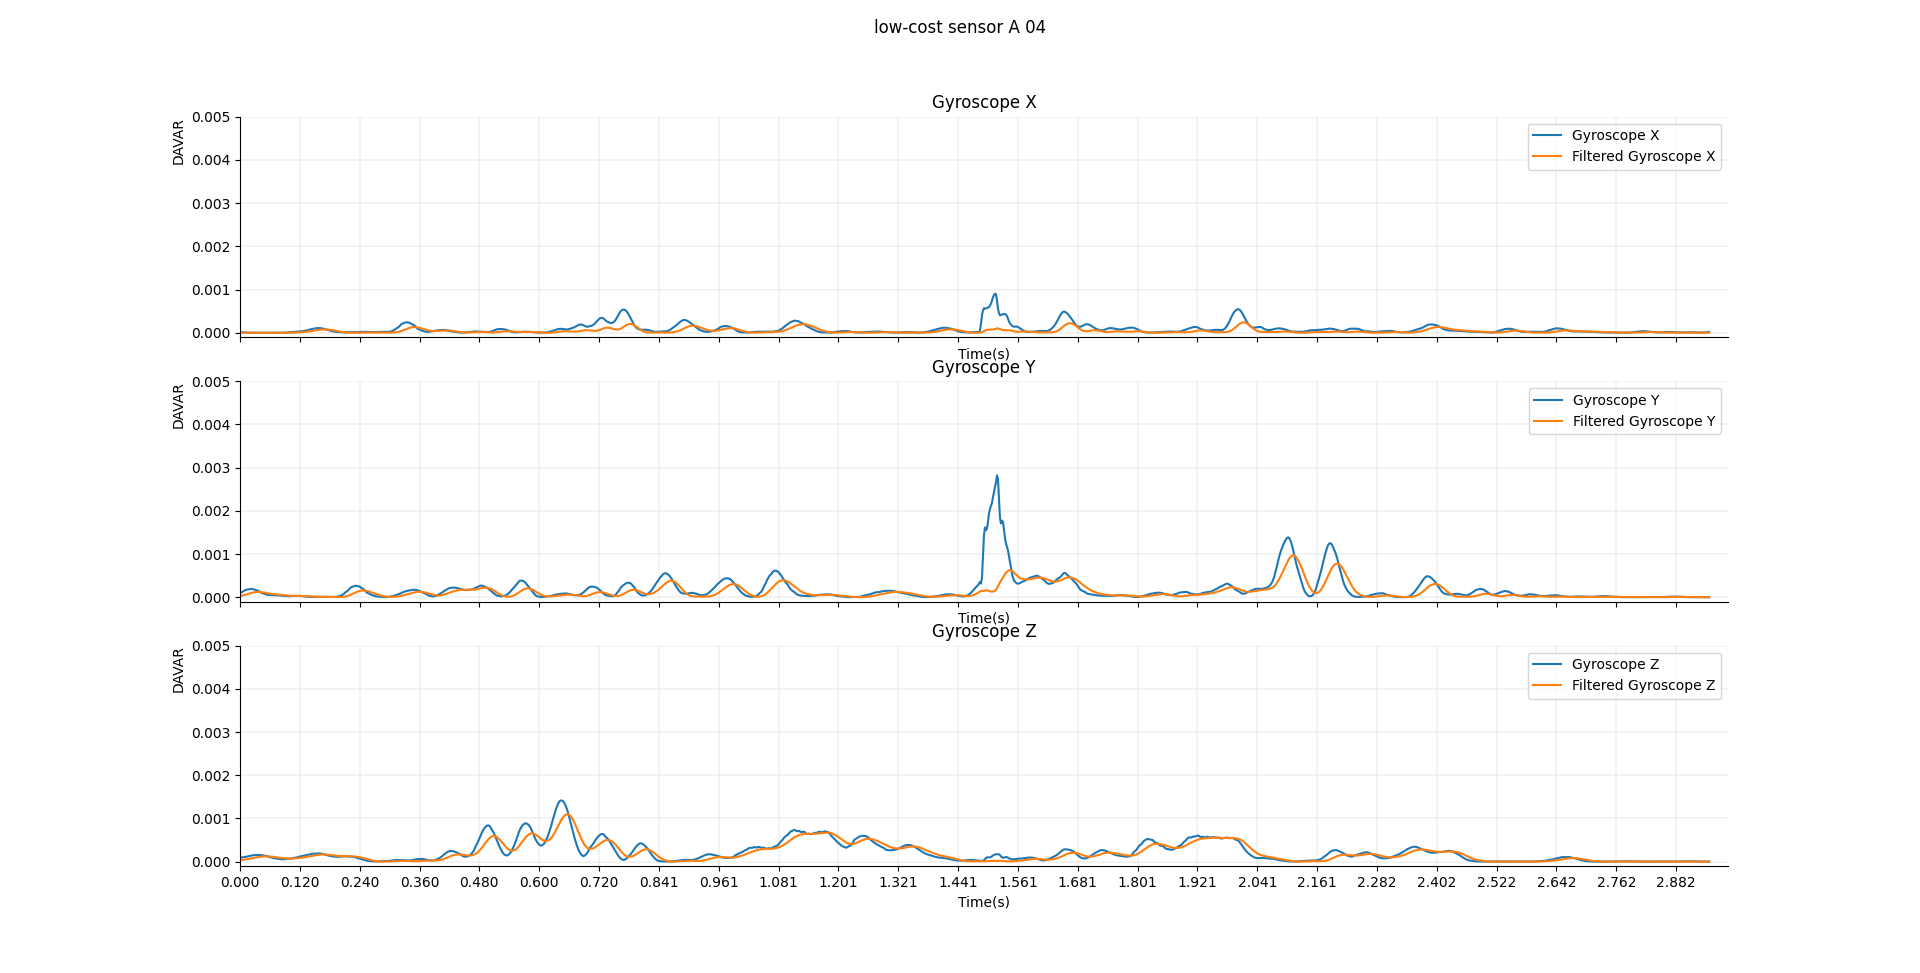 low-cost sensor A 04
Gyroscope X
DAVAR
0.005
0.004
0.003
0.002
0.001
0.000
Gyroscope X
Filtered Gyroscope X
Time(s)
Gyroscope Y
DAVAR
0.005
0.004
0.003
0.002
0.001
0.000
Gyroscope Y
Filtered Gyroscope Y
Time(s)
Gyroscope Z
DAVAR
0.005
0.004
0.003
0.002
0.001
0.000
Gyroscope Z
Filtered Gyroscope Z
0.000 0.120 0.240 0.360 0.480 0.600 0.720 0.841 0.961 1.081 1.201 1.321 1.441 1.561 1.681 1.801 1.921 2.041 2.161 2.282 2.402 2.522 2.642 2.762 2.882
Time(s)